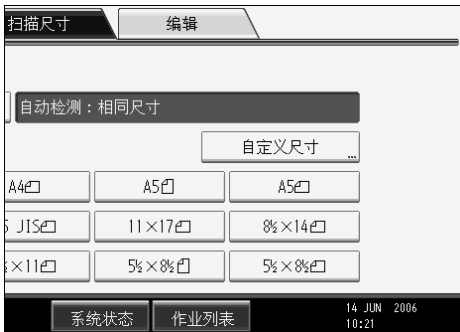 扫描尺寸 编辑
自动检测：相同尺寸
自定义尺寸 ...
A4 A5 A5
JIS 11×17 8½×14
×11 5½×8½ 5½×8½
14 JUN 2006
系统状态 作业列表
10:21